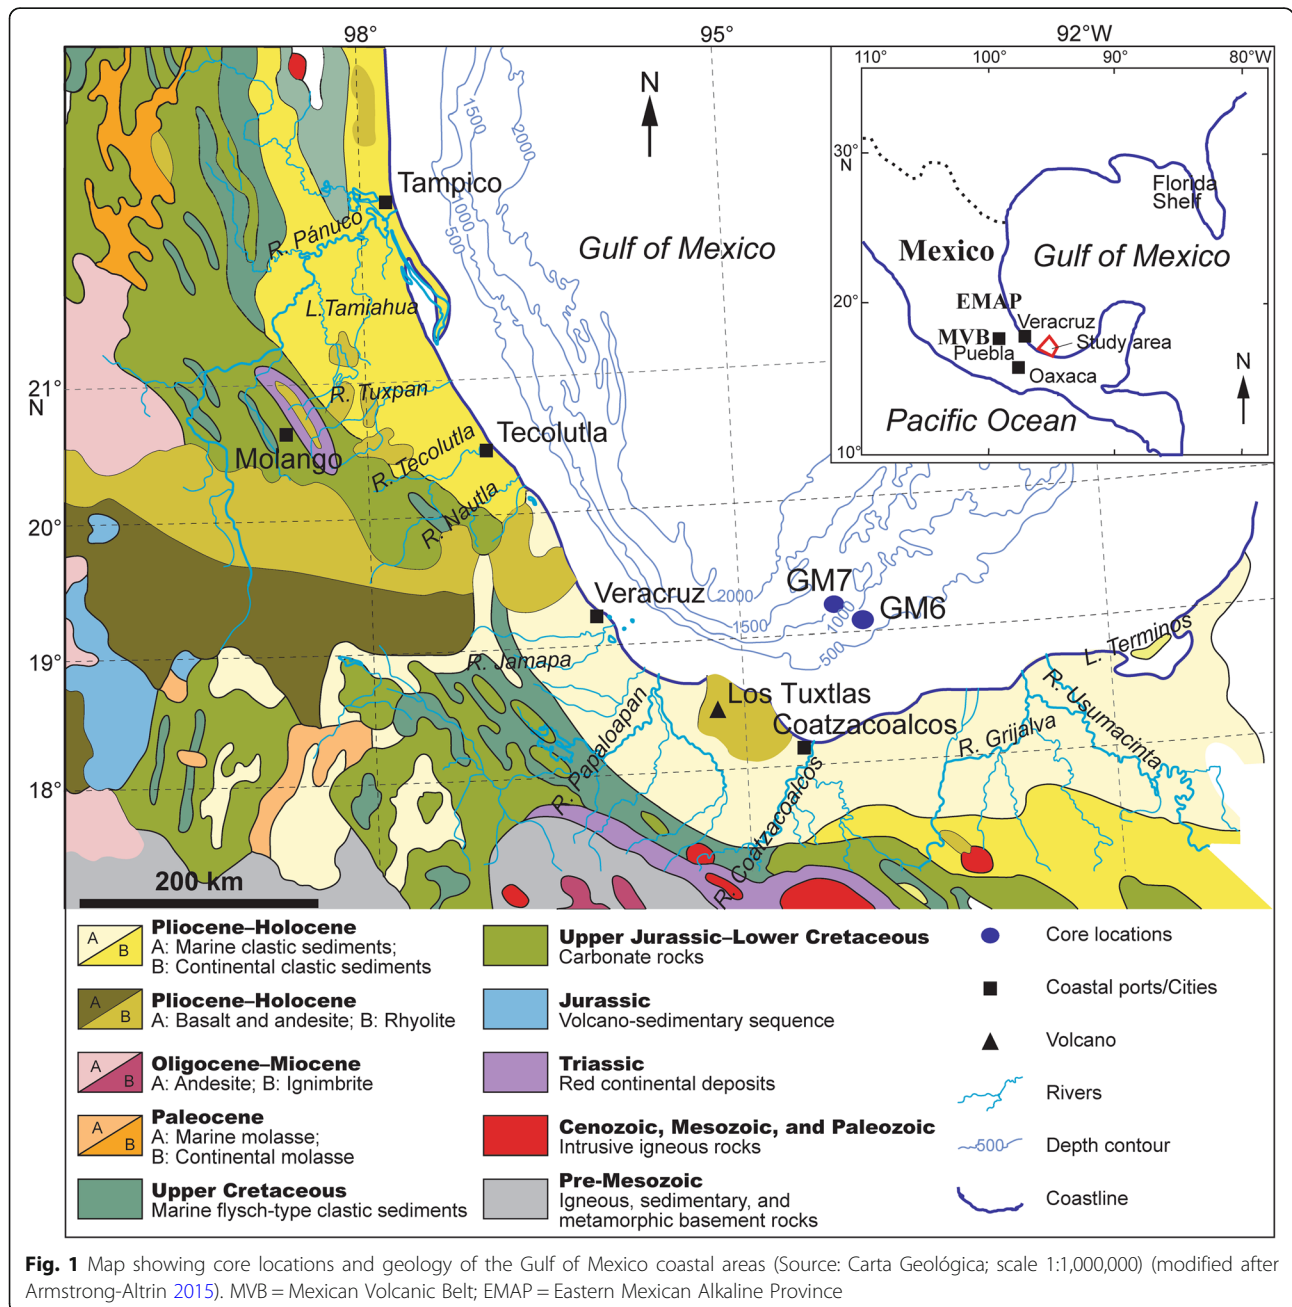 98°
95°
92°W
110°
100°
90°
80°W
30°
N
Florida
Shelf
Mexico
Gulf of Mexico
20°
EMAP
Veracruz
MVB
Study area
Puebla
Oaxaca
N
Pacific Ocean
10°
N
1500
2000
Tampico
1000
500
R. Pánuco
Gulf of Mexico
L.Tamiahua
21°
N
R. Tuxpan
Tecolutla
Molango
R. Tecolutla
R. Nautla
20°
GM7
2000
Veracruz
GM6
1000
1500
500
L. Terminos
19°
R. Jamapa
R. Usumacinta
Los Tuxtlas
Coatzacoalcos
R. Papaloapan
R. Grijalva
18°
R. Coatzacoalcos
200 km
A B Pliocene–Holocene
A: Marine clastic sediments;
B: Continental clastic sediments
A B Pliocene–Holocene
A: Basalt and andesite; B: Rhyolite
A B Oligocene–Miocene
A: Andesite; B: Ignimbrite
A B Paleocene
A: Marine molasse;
B: Continental molasse
Upper Cretaceous
Marine flysch-type clastic sediments
Upper Jurassic–Lower Cretaceous
Carbonate rocks
Jurassic
Volcano-sedimentary sequence
Triassic
Red continental deposits
Cenozoic, Mesozoic, and Paleozoic
Intrusive igneous rocks
Pre-Mesozoic
Igneous, sedimentary, and
metamorphic basement rocks
Core locations
Coastal ports/Cities
Volcano
Rivers
500 Depth contour
Coastline
Fig. 1 Map showing core locations and geology of the Gulf of Mexico coastal areas (Source: Carta Geológica; scale 1:1,000,000) (modified after
Armstrong-Altrin 2015). MVB = Mexican Volcanic Belt; EMAP = Eastern Mexican Alkaline Province